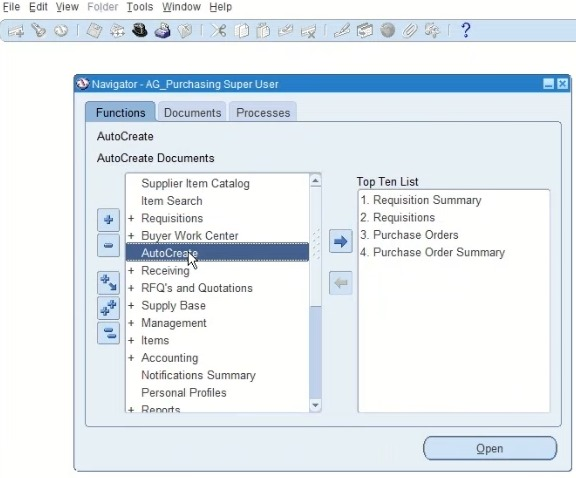 File Edit View Folder Tools Window Help
Navigator - AG_Purchasing Super User
Functions Documents Processes
AutoCreate
AutoCreate Documents
Supplier Item Catalog
Item Search
+ Requisitions
+ Buyer Work Center
AutoCreate
+ Receiving
+ RFQ's and Quotations
+ Supply Base
+ Management
+ Items
+ Accounting
Notifications Summary
Personal Profiles
+ Reports
Top Ten List
1. Requisition Summary
2. Requisitions
3. Purchase Orders
4. Purchase Order Summary
Open